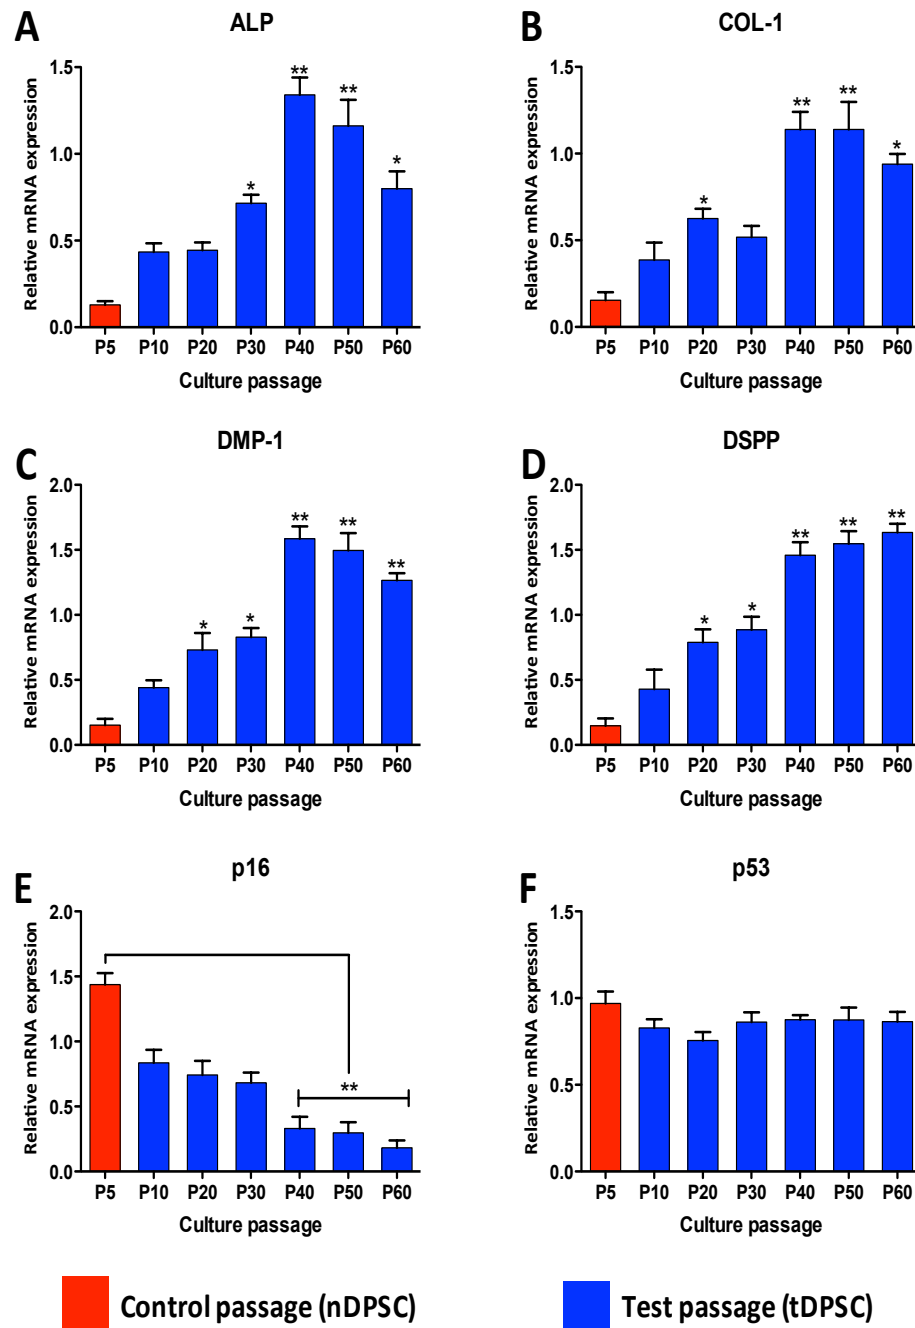 A
ALP
Relative mRNA expression
1.5
1.0
0.5
0.0
*
**
**
*
P5 P10 P20 P30 P40 P50 P60
Culture passage
B
COL-1
Relative mRNA expression
1.5
1.0
0.5
0.0
*
**
**
*
P5 P10 P20 P30 P40 P50 P60
Culture passage
C
DMP-1
Relative mRNA expression
2.0
1.5
1.0
0.5
0.0
*
*
**
**
**
P5 P10 P20 P30 P40 P50 P60
Culture passage
D
DSPP
Relative mRNA expression
2.0
1.5
1.0
0.5
0.0
*
*
**
**
**
P5 P10 P20 P30 P40 P50 P60
Culture passage
E
p16
Relative mRNA expression
2.0
1.5
1.0
0.5
0.0
**
P5 P10 P20 P30 P40 P50 P60
Culture passage
F
p53
Relative mRNA expression
1.5
1.0
0.5
0.0
P5 P10 P20 P30 P40 P50 P60
Culture passage
Control passage (nDPSC)
Test passage (tDPSC)